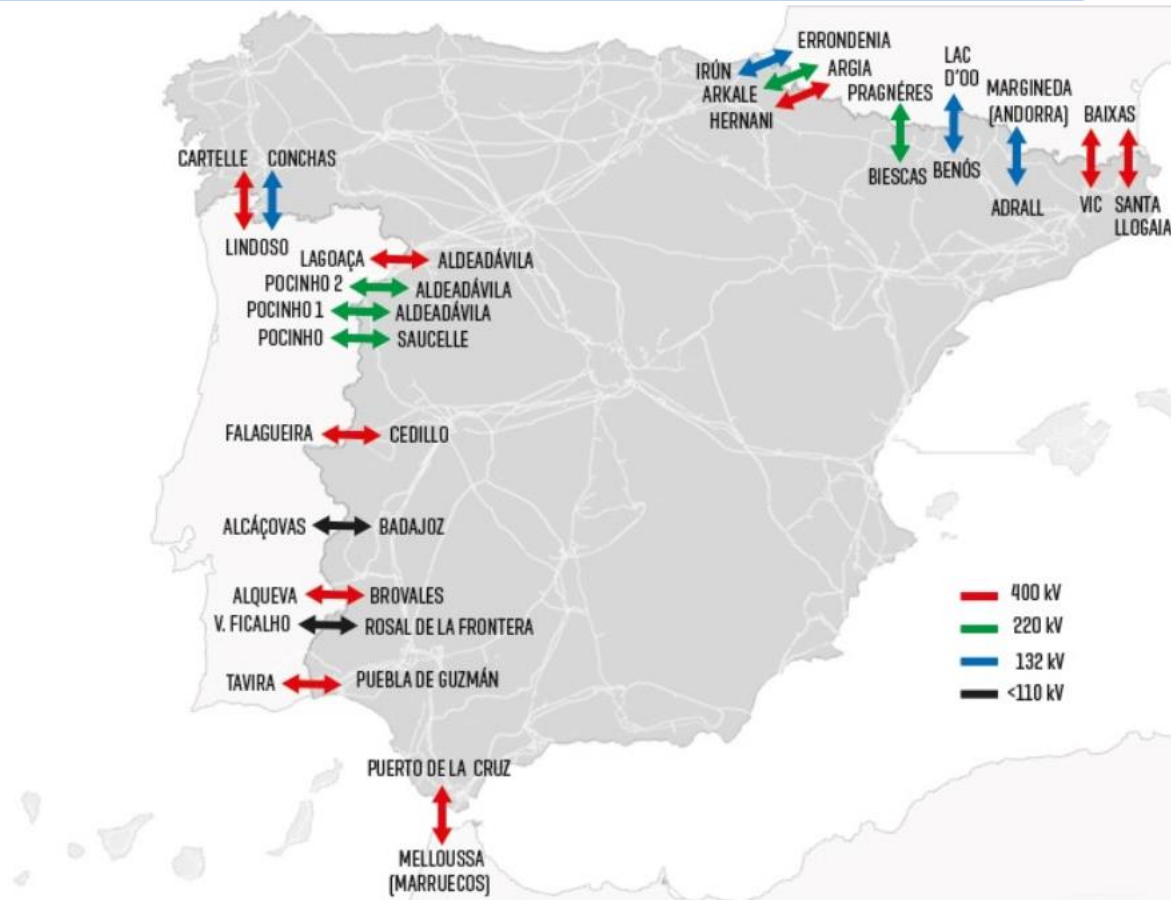 ERRONDENIA
IRÚN
ARGIA
ARKALE
HERNANI
PRAGNÉRES
BIESCAS
LAC
D'OO
BENÓS
MARGINEDA
(ANDORRA)
ADRALL
BAIXAS
VIC
SANTA
LLOGAIA
CARTELLE
CONCHAS
LINDOSO
LAGOAÇA
ALDEADÁVILA
POCINHO 2
ALDEADÁVILA
POCINHO 1
ALDEADÁVILA
POCINHO
SAUCELLE
FALAGUEIRA
CEDILLO
ALCÁÇOVAS
BADAJOZ
ALQUEVA
BROVALES
V. FICALHO
ROSAL DE LA FRONTERA
TAVIRA
PUEBLA DE GUZMÁN
PUERTO DE LA CRUZ
MELLOUSSA
(MARRUECOS)
400 kV
220 kV
132 kV
<110 kV